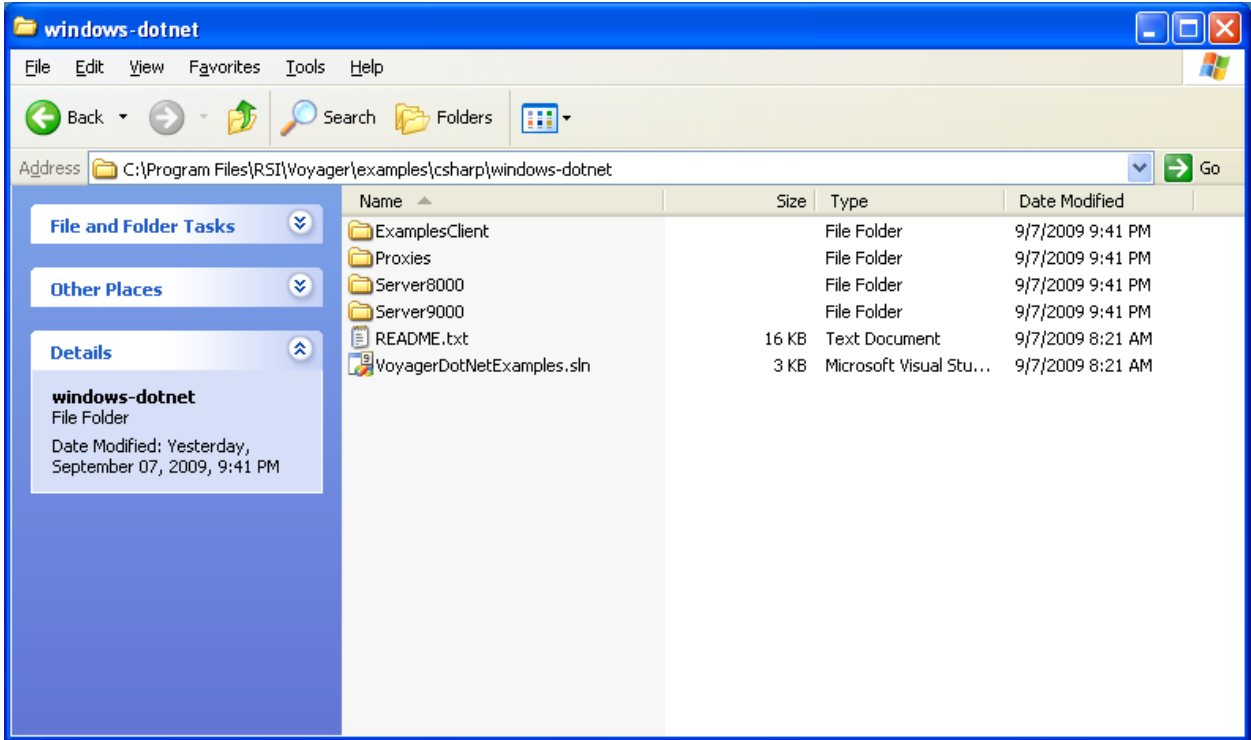 windows-dotnet
File Edit View Favorites Tools Help
Back Search Folders
Address C:\Program Files\RSI\Voyager\examples\csharp\windows-dotnet Go
File and Folder Tasks
Other Places
Details
windows-dotnet
File Folder
Date Modified: Yesterday,
September 07, 2009, 9:41 PM
Name Size Type Date Modified
ExamplesClient File Folder 9/7/2009 9:41 PM
Proxies File Folder 9/7/2009 9:41 PM
Server8000 File Folder 9/7/2009 9:41 PM
Server9000 File Folder 9/7/2009 9:41 PM
README.txt 16 KB Text Document 9/7/2009 8:21 AM
VoyagerDotNetExamples.sln 3 KB Microsoft Visual Stu... 9/7/2009 8:21 AM